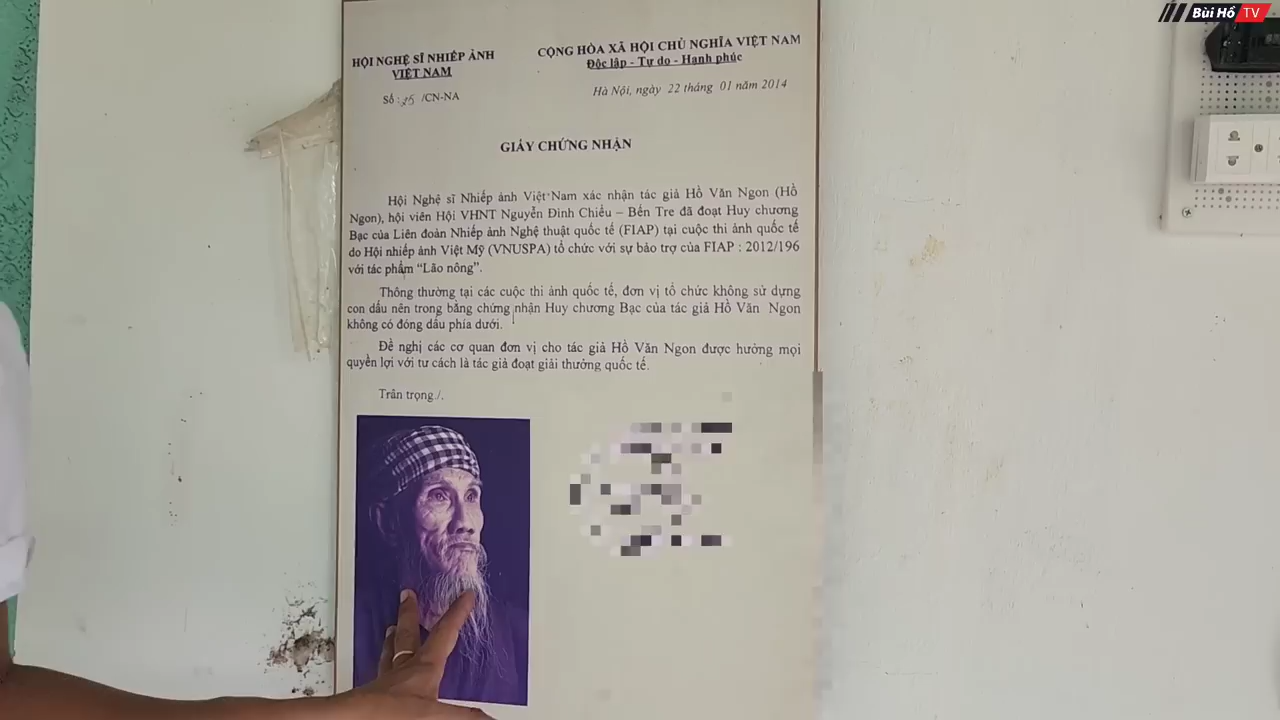 Bùi Hồ TV
HỘI NGHỆ SĨ NHIẾP ẢNH
VIỆT NAM
Số : 25 /CN-NA
CỘNG HÒA XÃ HỘI CHỦ NGHĨA VIỆT NAM
Độc lập - Tự do - Hạnh phúc
Hà Nội, ngày 22 tháng 01 năm 2014
GIẤY CHỨNG NHẬN
Hội Nghệ sĩ Nhiếp ảnh Việt Nam xác nhận tác giả Hồ Văn Ngon (Hồ
Ngon), hội viên Hội VHNT Nguyễn Đình Chiểu – Bến Tre đã đoạt Huy chương
Bạc của Liên đoàn Nhiếp ảnh Nghệ thuật quốc tế (FIAP) tại cuộc thi ảnh quốc tế
do Hội nhiếp ảnh Việt Mỹ (VNUSPA) tổ chức với sự bảo trợ của FIAP : 2012/196
với tác phẩm “Lão nông”.
Thông thường tại các cuộc thi ảnh quốc tế, đơn vị tổ chức không sử dụng
con dấu nên trong bằng chứng nhận Huy chương Bạc của tác giả Hồ Văn Ngon
không có đóng dấu phía dưới.
Đề nghị các cơ quan đơn vị cho tác giả Hồ Văn Ngon được hưởng mọi
quyền lợi với tư cách là tác giả đoạt giải thưởng quốc tế.
Trân trọng./.